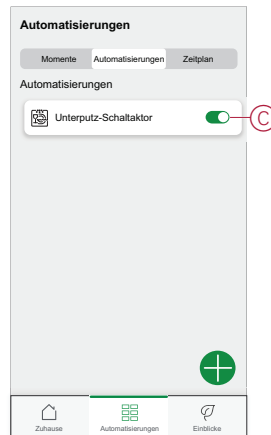 Automatisierungen
Momente Automatisierungen Zeitplan
Automatisierungen
Unterputz-Schaltaktor
C
Zuhause Automatisierungen Einblicke